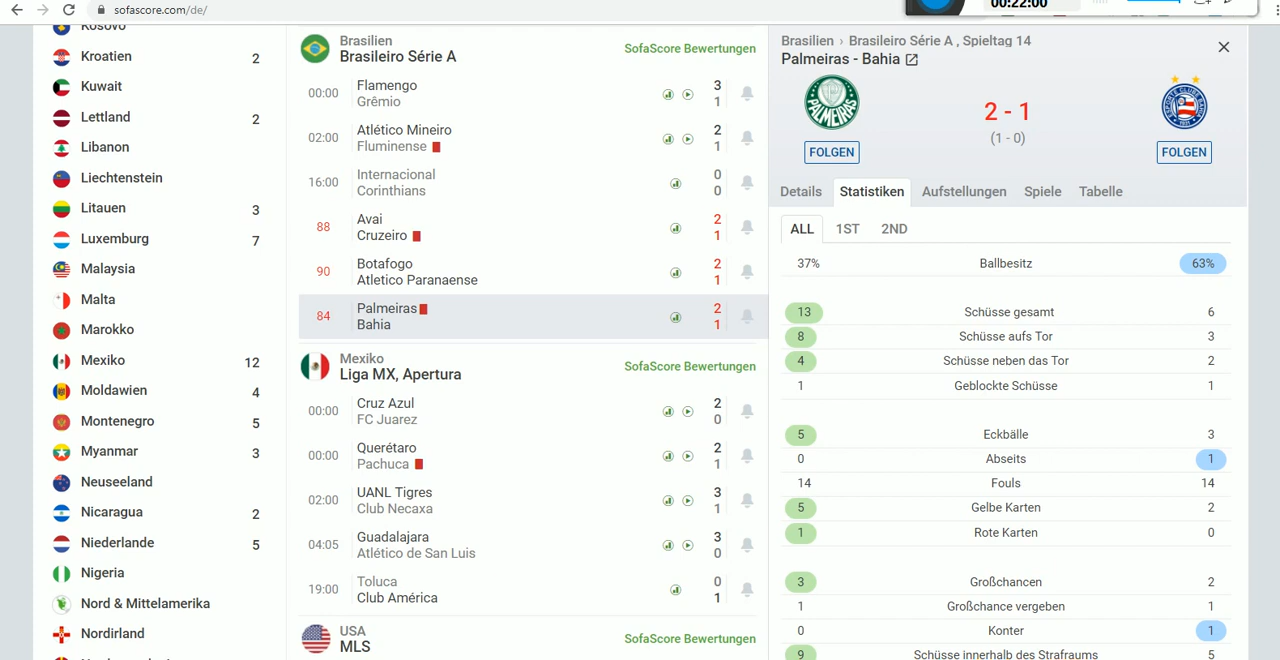 sofascore.com/de/
00:22:00
Kosovo
Kroatien 2
Kuwait
Lettland 2
Libanon
Liechtenstein
Litauen 3
Luxemburg 7
Malaysia
Malta
Marokko
Mexiko 12
Moldawien 4
Montenegro 5
Myanmar 3
Neuseeland
Nicaragua 2
Niederlande 5
Nigeria
Nord & Mittelamerika
Nordirland
Brasilien
Brasileiro Série A
SofaScore Bewertungen
00:00 Flamengo 3
Grêmio 1
02:00 Atlético Mineiro 2
Fluminense 1
16:00 Internacional 0
Corinthians 0
88 Avai 2
Cruzeiro 1
90 Botafogo 2
Atletico Paranaense 1
84 Palmeiras 2
Bahia 1
Mexiko
Liga MX, Apertura
SofaScore Bewertungen
00:00 Cruz Azul 2
FC Juarez 0
00:00 Querétaro 2
Pachuca 1
02:00 UANL Tigres 3
Club Necaxa 1
04:05 Guadalajara 3
Atlético de San Luis 0
19:00 Toluca 0
Club América 1
USA
MLS
SofaScore Bewertungen
Brasilien › Brasileiro Série A , Spieltag 14
Palmeiras - Bahia
PALMEIRAS
2 - 1
(1 - 0)
FOLGEN
FOLGEN
Details Statistiken Aufstellungen Spiele Tabelle
ALL 1ST 2ND
37% Ballbesitz 63%
13 Schüsse gesamt 6
8 Schüsse aufs Tor 3
4 Schüsse neben das Tor 2
1 Geblockte Schüsse 1
5 Eckbälle 3
0 Abseits 1
14 Fouls 14
5 Gelbe Karten 2
1 Rote Karten 0
3 Großchancen 2
1 Großchance vergeben 1
0 Konter 1
9 Schüsse innerhalb des Strafraums 5